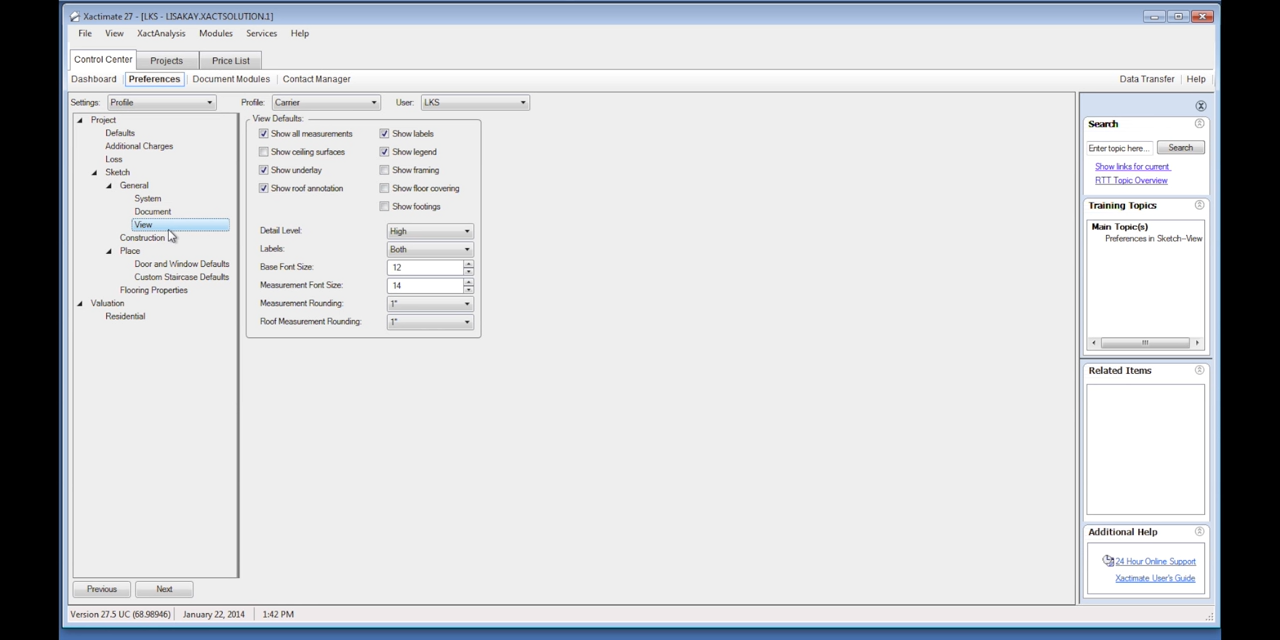 Xactimate 27 - [LKS - LISAKAY.XACTSOLUTION.1]
File View XactAnalysis Modules Services Help
Control Center Projects Price List
Dashboard Preferences Document Modules Contact Manager Data Transfer Help
Settings: Profile Profile: Carrier User: LKS
Project
Defaults
Additional Charges
Loss
Sketch
General
System
Document
View
Construction
Place
Door and Window Defaults
Custom Staircase Defaults
Flooring Properties
Valuation
Residential
Previous Next
View Defaults:
Show all measurements Show labels
Show ceiling surfaces Show legend
Show underlay Show framing
Show roof annotation Show floor covering
Show footings
Detail Level: High
Labels: Both
Base Font Size: 12
Measurement Font Size: 14
Measurement Rounding: 1"
Roof Measurement Rounding: 1"
Search
Enter topic here... Search
Show links for current
RTT Topic Overview
Training Topics
Main Topic(s)
Preferences in Sketch-View
Related Items
Additional Help
24 Hour Online Support
Xactimate User's Guide
Version 27.5 UC (68.98946) January 22, 2014 1:42 PM